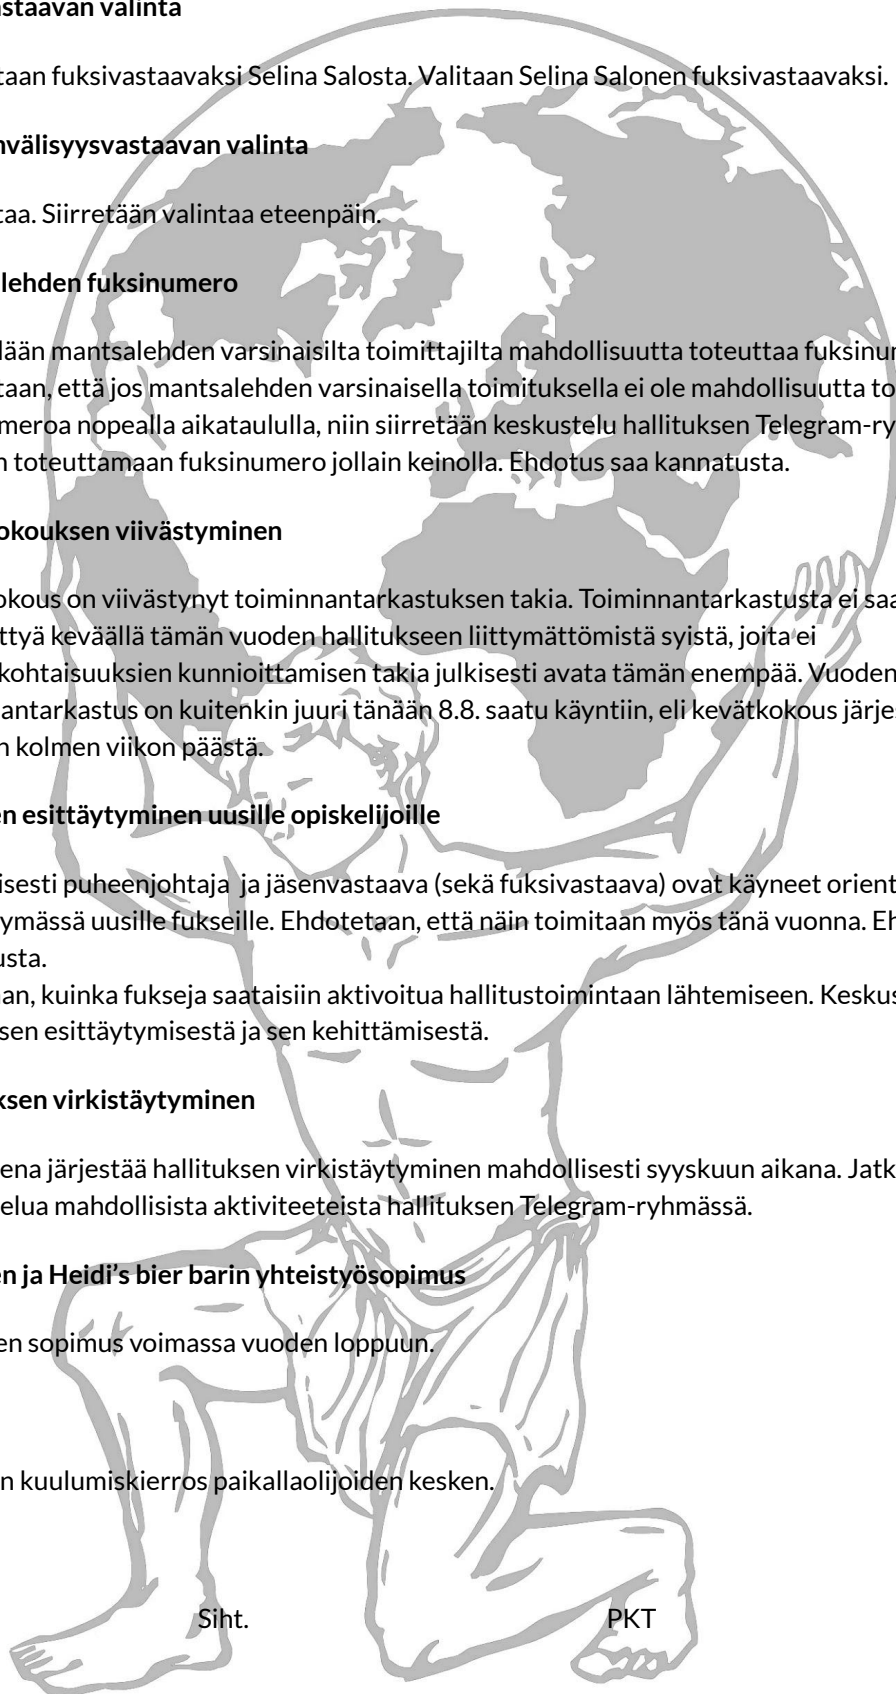 staavan valinta
taan fuksivastaavaksi Selina Salosta. Valitaan Selina Salonen fuksivastaavaksi.
nvälisyysvastaavan valinta
taa. Siirretään valintaa eteenpäin.
lehden fuksinumero
lään mantsalehden varsinaisilta toimittajilta mahdollisuutta toteuttaa fuksinu
taan, että jos mantsalehden varsinaisella toimituksella ei ole mahdollisuutta to
meroa nopealla aikataululla, niin siirretään keskustelu hallituksen Telegram-ry
n toteuttamaan fuksinumero jollain keinolla. Ehdotus saa kannatusta.
okouksen viivästyminen
okous on viivästynyt toiminnantarkastuksen takia. Toiminnantarkastusta ei saa
ttyä keväällä tämän vuoden hallitukseen liittymättömistä syistä, joita ei
kohtaisuuksien kunnioittamisen takia julkisesti avata tämän enempää. Vuoden
antarkastus on kuitenkin juuri tänään 8.8. saatu käyntiin, eli kevätkokous järje
n kolmen viikon päästä.
en esittäytyminen uusille opiskelijoille
isesti puheenjohtaja ja jäsenvastaava (sekä fuksivastaava) ovat käyneet orient
ymässä uusille fukseille. Ehdotetaan, että näin toimitaan myös tänä vuonna. Eh
usta.
aan, kuinka fukseja saataisiin aktivoitua hallitustoimintaan lähtemiseen. Keskus
sen esittäytymisestä ja sen kehittämisestä.
ksen virkistäytyminen
ena järjestää hallituksen virkistäytyminen mahdollisesti syyskuun aikana. Jatk
elua mahdollisista aktiviteeteista hallituksen Telegram-ryhmässä.
en ja Heidi's bier barin yhteistyösopimus
en sopimus voimassa vuoden loppuun.
n kuulumiskierros paikallaolijoiden kesken.
Siht. PKT